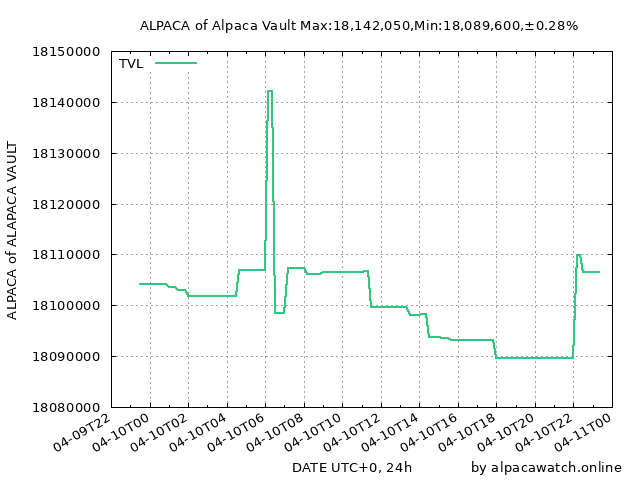 ALPACA of Alpaca Vault Max:18,142,050,Min:18,089,600,±0.28%
TVL
18150000
18140000
18130000
18120000
18110000
18100000
18090000
18080000
ALPACA of ALAPACA VAULT
04-09T22
04-10T00
04-10T02
04-10T04
04-10T06
04-10T08
04-10T10
04-10T12
04-10T14
04-10T16
04-10T18
04-10T20
04-10T22
04-11T00
DATE UTC+0, 24h
by alpacawatch.online